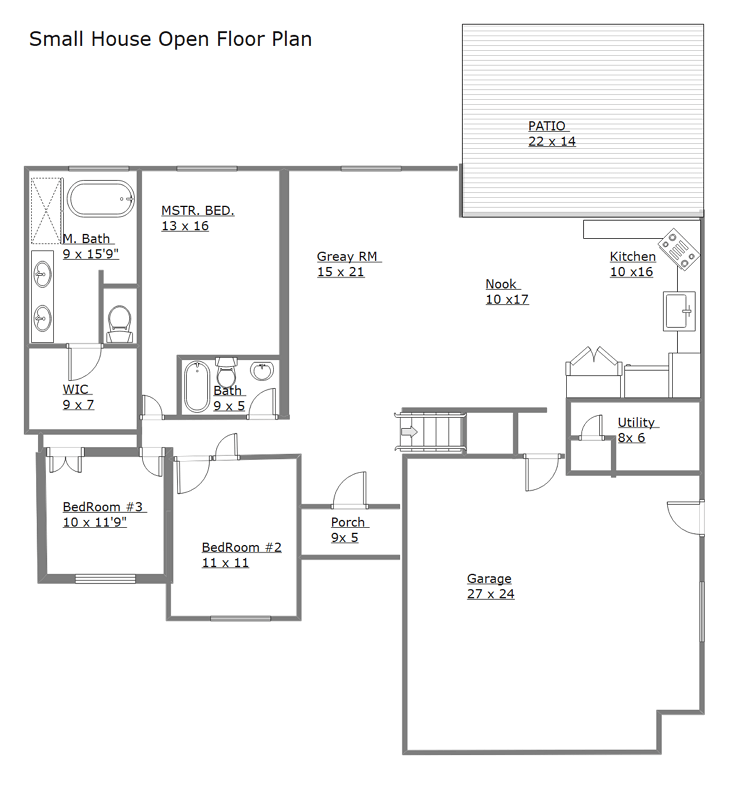 Small House Open Floor Plan
PATIO
22 x 14
MSTR. BED.
13 x 16
M. Bath
9 x 15'9"
Greay RM
15 x 21
Kitchen
10 x16
Nook
10 x17
WIC
9 x 7
Bath
9 x 5
Utility
8x 6
BedRoom #3
10 x 11'9"
Porch
9x 5
BedRoom #2
11 x 11
Garage
27 x 24